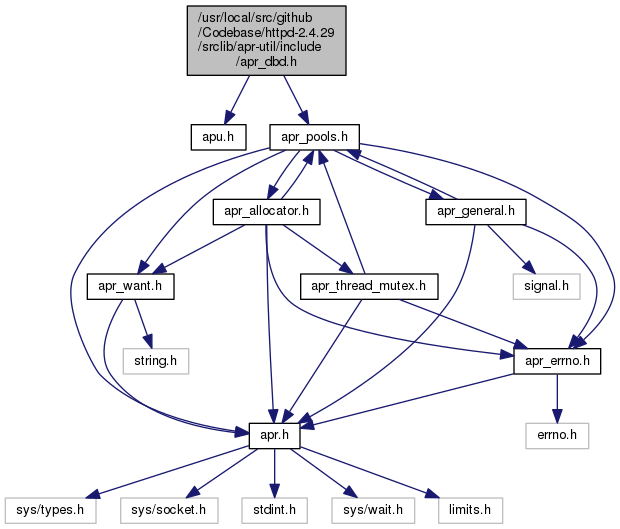 /usr/local/src/github
/Codebase/httpd-2.4.29
/srclib/apr-util/include
/apr_dbd.h
apu.h
apr_pools.h
apr_allocator.h
apr_general.h
apr_want.h
apr_thread_mutex.h
signal.h
string.h
apr_errno.h
apr.h
errno.h
sys/types.h
sys/socket.h
stdint.h
sys/wait.h
limits.h